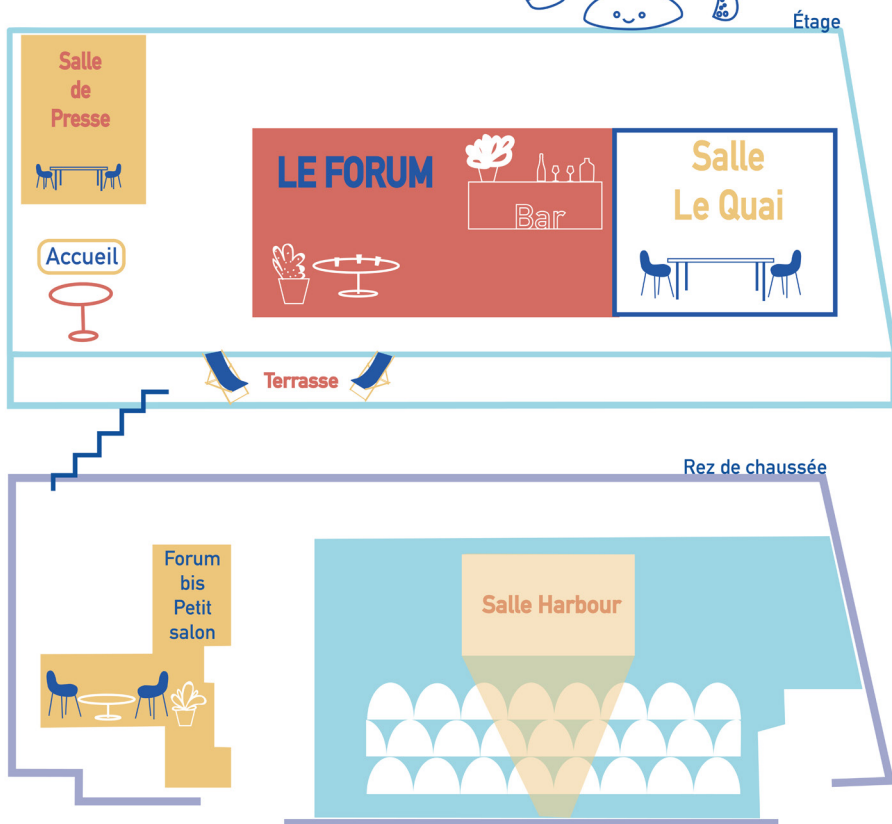 Étage
Salle
de
Presse
LE FORUM
Bar
Salle
Le Quai
Accueil
Terrasse
Rez de chaussée
Forum
bis
Petit
salon
Salle Harbour